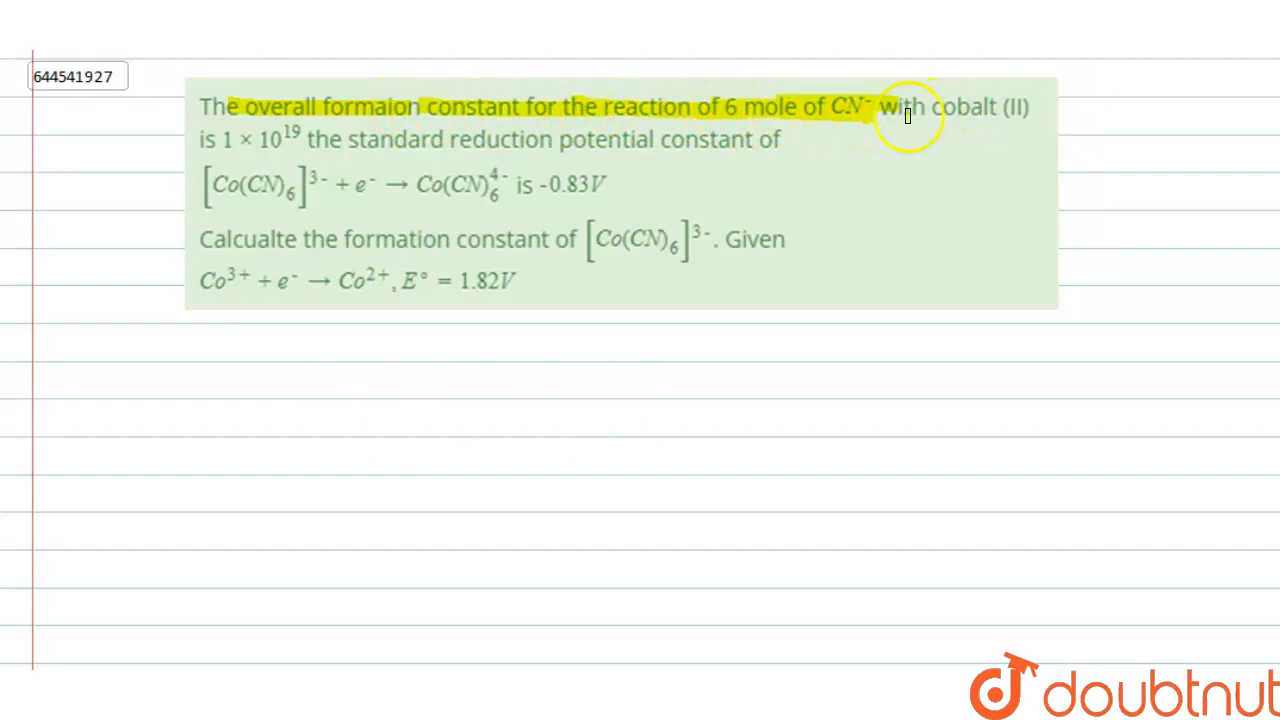 644541927
The overall formaion constant for the reaction of 6 mole of CN⁻ with cobalt (II)
is 1 × 10¹⁹ the standard reduction potential constant of
[Co(CN)₆]³⁻ + e⁻ → Co(CN)₆⁴⁻ is -0.83V
Calcualte the formation constant of [Co(CN)₆]³⁻. Given
Co³⁺ + e⁻ → Co²⁺, E° = 1.82V
doubtnut